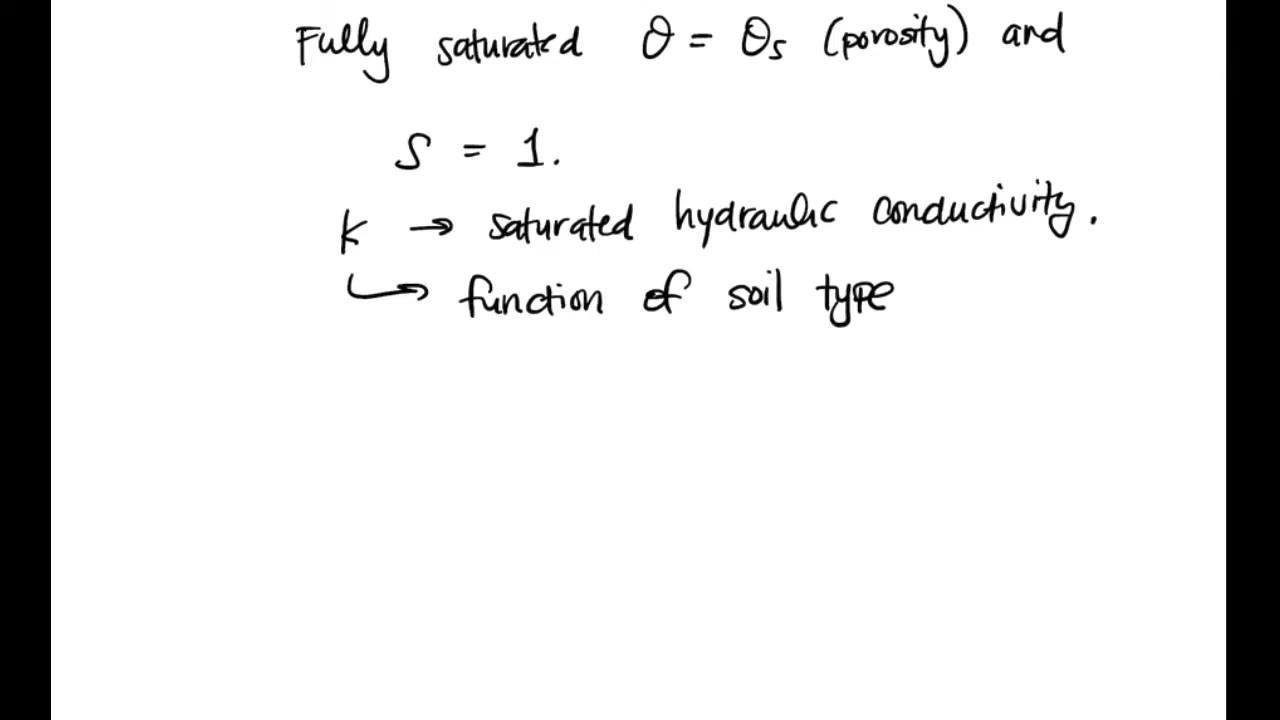 Fully saturated θ = θs (porosity) and
S = 1.
K → saturated hydraulic conductivity.
↳ function of soil type